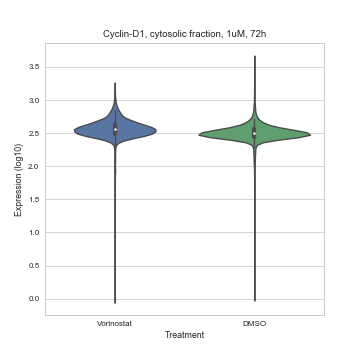 Cyclin-D1, cytosolic fraction, 1uM, 72h
3.5
3.0
2.5
2.0
1.5
1.0
0.5
0.0
Expression (log10)
Vorinostat
DMSO
Treatment